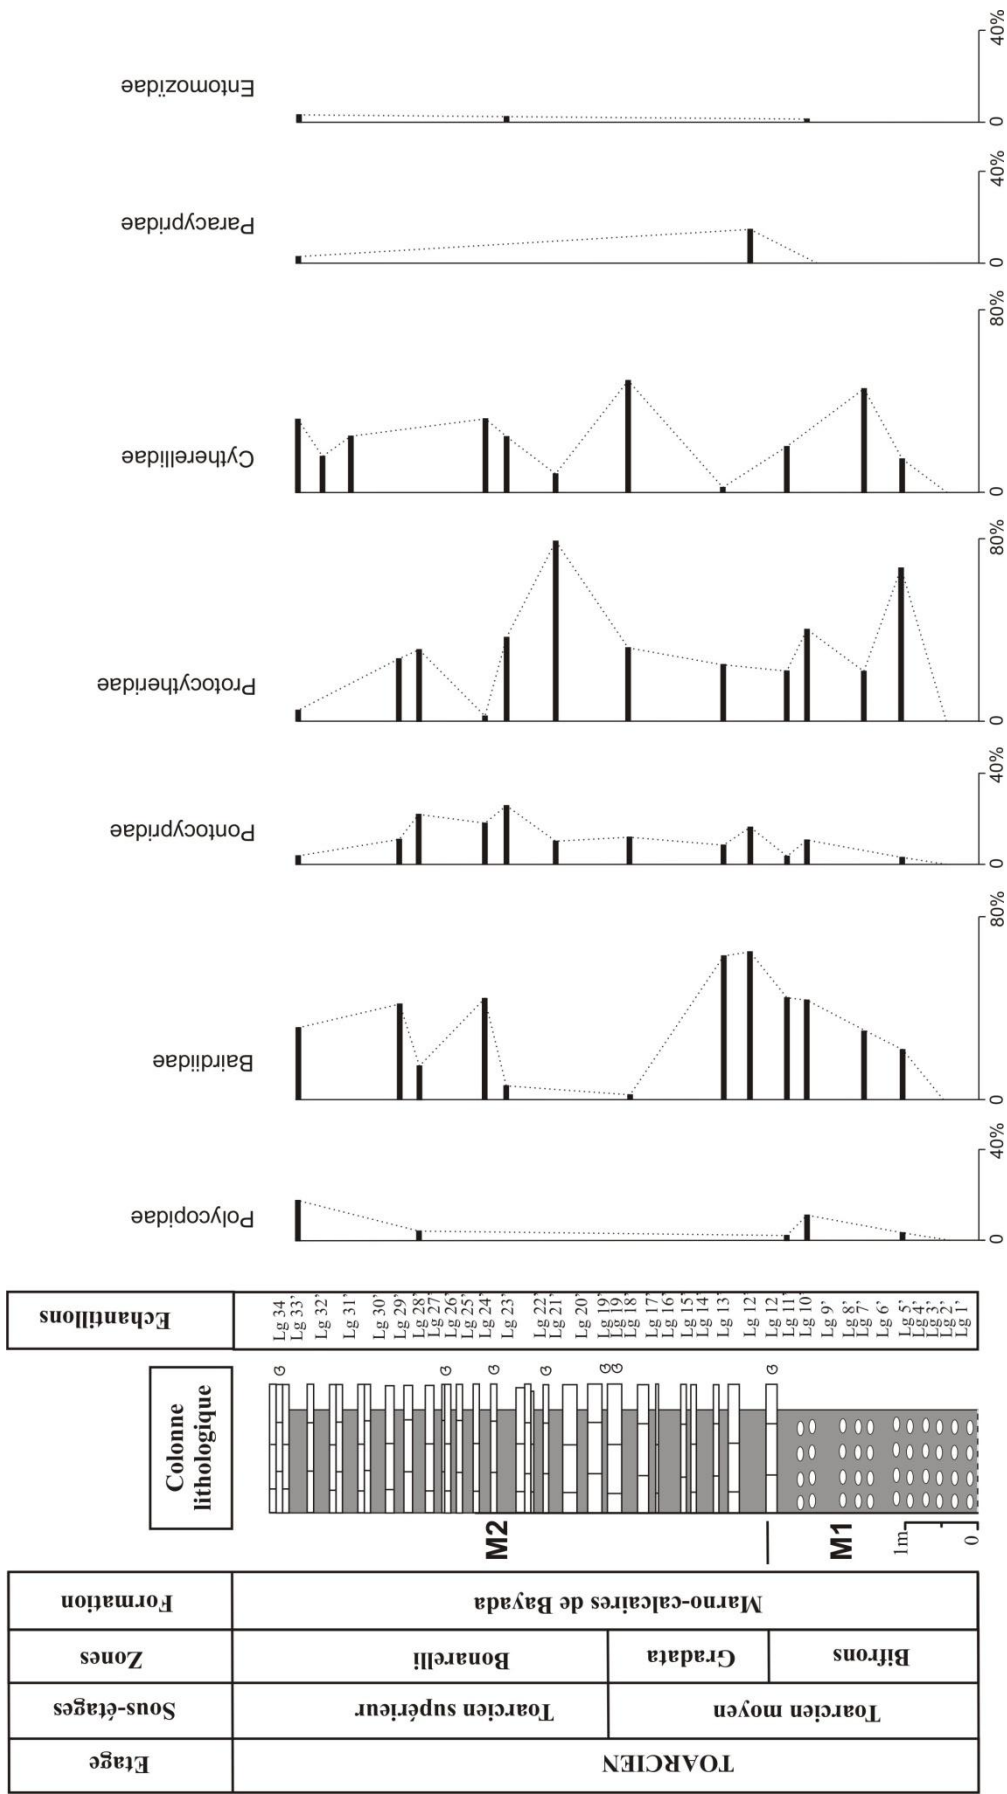 Etage
Sous-étages
Zones
Formation
Colonne
lithologique
Echantillons
TOARCIEN
Toarcien supérieur
Toarcien moyen
Bonarelli
Gradata
Bifrons
Marno-calcaires de Bayada
M2
M1
1m
0
Lg 34
Lg 33'
Lg 32'
Lg 31'
Lg 30'
Lg 29'
Lg 28'
Lg 27'
Lg 26'
Lg 25'
Lg 24'
Lg 23'
Lg 22'
Lg 21'
Lg 20'
Lg 19'
Lg 19
Lg 18'
Lg 17'
Lg 16'
Lg 15'
Lg 14'
Lg 13'
Lg 12'
Lg 12
Lg 11'
Lg 10'
Lg 9'
Lg 8'
Lg 7'
Lg 6'
Lg 5'
Lg 4'
Lg 3'
Lg 2'
Lg 1'
Polycopidae
0 40%
Bairdiidae
0 80%
Pontocypridae
0 40%
Protocytheridae
0 80%
Cytherellidae
0 80%
Paracypridae
0 40%
Entomozidae
0 40%